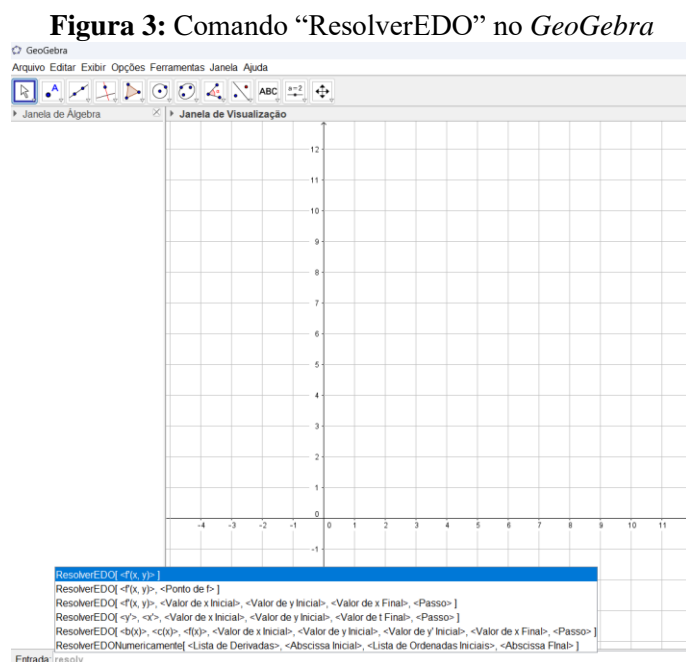 Figura 3: Comando “ResolverEDO” no GeoGebra
GeoGebra
Arquivo Editar Exibir Opções Ferramentas Janela Ajuda
A
α
ABC
a=2
Janela de Álgebra
Janela de Visualização
12
11
10
9
8
7
6
5
4
3
2
1
0
-4 -3 -2 -1 0 1 2 3 4 5 6 7 8 9 10 11
-1
ResolverEDO[ <f'(x, y)> ]
ResolverEDO[ <f'(x, y)>, <Ponto de f> ]
ResolverEDO[ <f'(x, y)>, <Valor de x Inicial>, <Valor de y Inicial>, <Valor de x Final>, <Passo> ]
ResolverEDO[ <y'>, <x'>, <Valor de x Inicial>, <Valor de y Inicial>, <Valor de t Final>, <Passo> ]
ResolverEDO[ <b(x)>, <c(x)>, <f(x)>, <Valor de x Inicial>, <Valor de y Inicial>, <Valor de y' Inicial>, <Valor de x Final>, <Passo> ]
ResolverEDONumericamente[ <Lista de Derivadas>, <Abscissa Inicial>, <Lista de Ordenadas Iniciais>, <Abscissa FInal> ]
Entrada: resolv